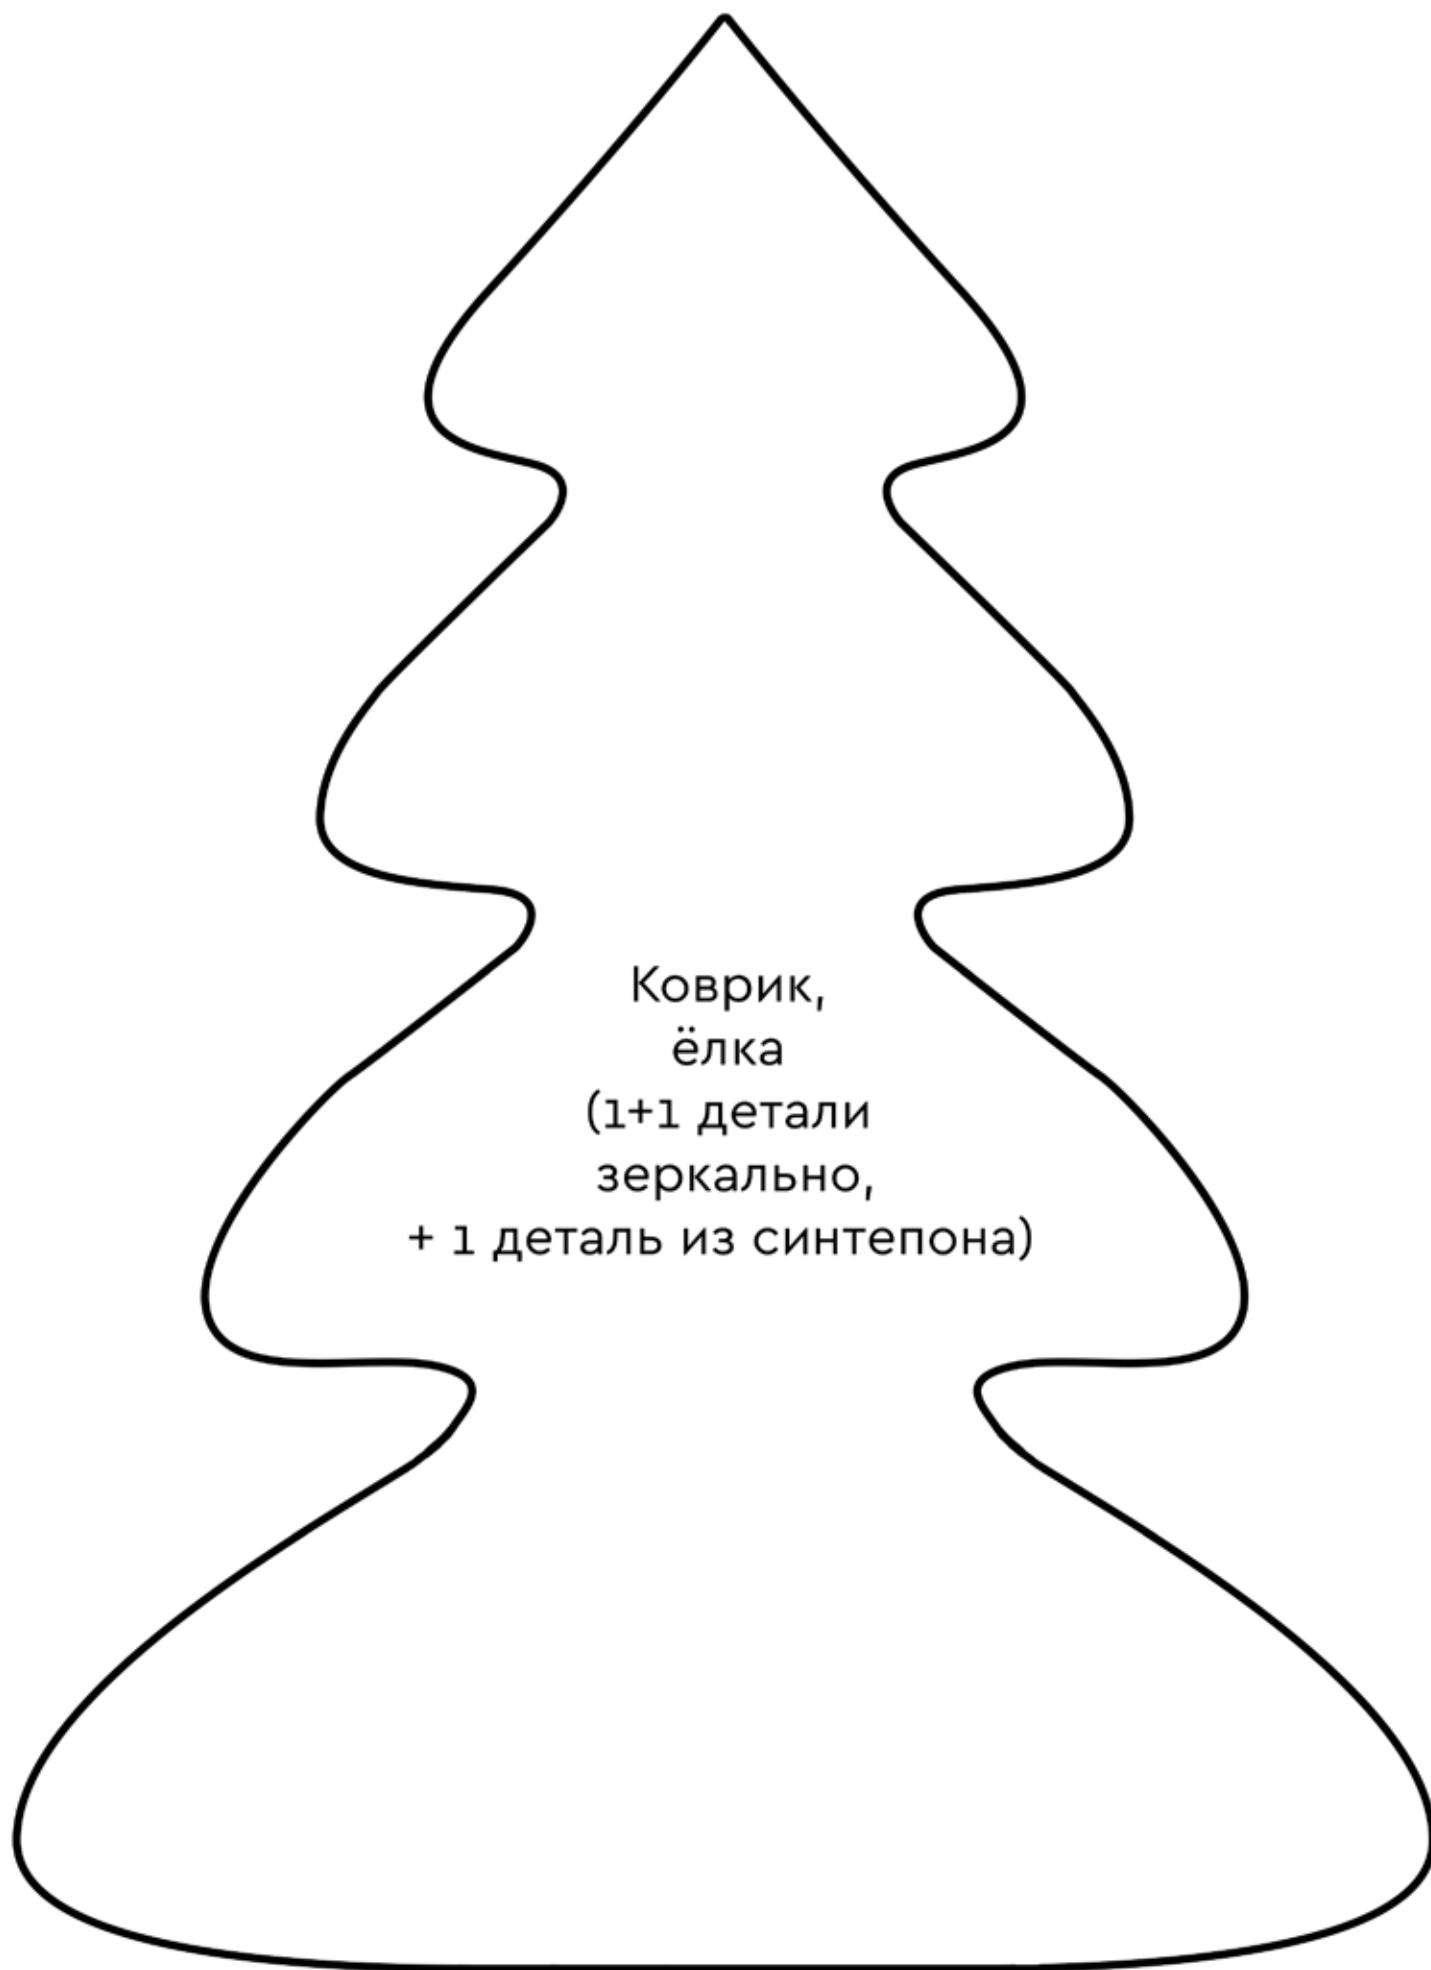 Коврик,
ёлка
(1+1 детали
зеркально,
+ 1 деталь из синтепона)